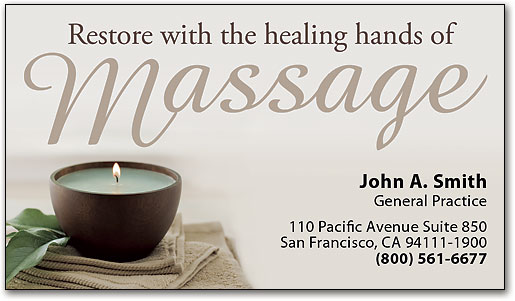 Restore with the healing hands of
Massage
John A. Smith
General Practice
110 Pacific Avenue Suite 850
San Francisco, CA 94111-1900
(800) 561-6677